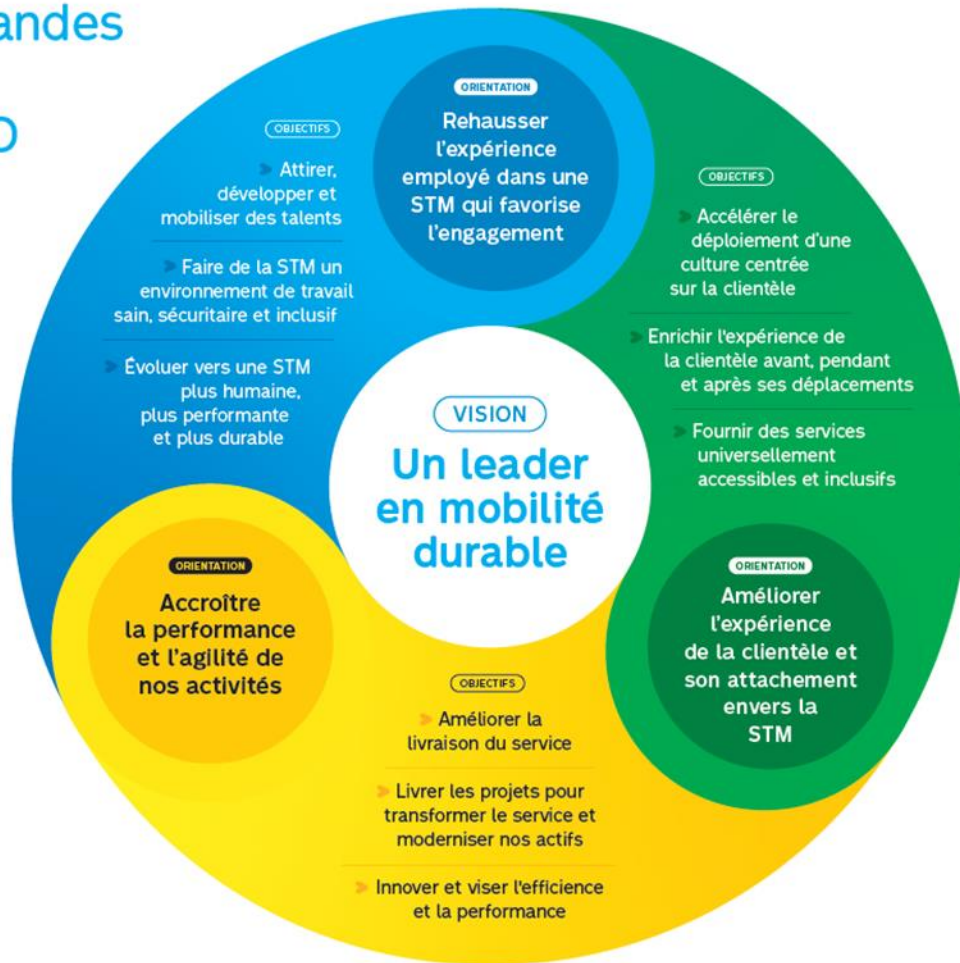 ORIENTATION
Rehausser
l'expérience
employé dans une
STM qui favorise
l'engagement
OBJECTIFS
Attirer,
développer et
mobiliser des talents
Faire de la STM un
environnement de travail
sain, sécuritaire et inclusif
Évoluer vers une STM
plus humaine,
plus performante
et plus durable
OBJECTIFS
Accélérer le
déploiement d'une
culture centrée
sur la clientèle
Enrichir l'expérience de
la clientèle avant, pendant
et après ses déplacements
Fournir des services
universellement
accessibles et inclusifs
VISION
Un leader
en mobilité
durable
ORIENTATION
Accroître
la performance
et l'agilité de
nos activités
ORIENTATION
Améliorer
l'expérience
de la clientèle et
son attachement
envers la
STM
OBJECTIFS
Améliorer la
livraison du service
Livrer les projets pour
transformer le service et
moderniser nos actifs
Innover et viser l'efficience
et la performance